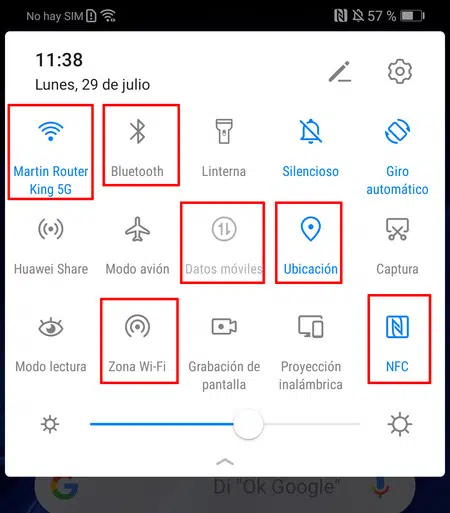 No hay SIM
57 %
11:38
Lunes, 29 de julio
Martin Router
King 5G
Bluetooth
Linterna
Silencioso
Giro
automático
Huawei Share
Modo avión
Datos móviles
Ubicación
Captura
Modo lectura
Zona Wi-Fi
Grabación de
pantalla
Proyección
inalámbrica
NFC
G
Di "Ok Google"